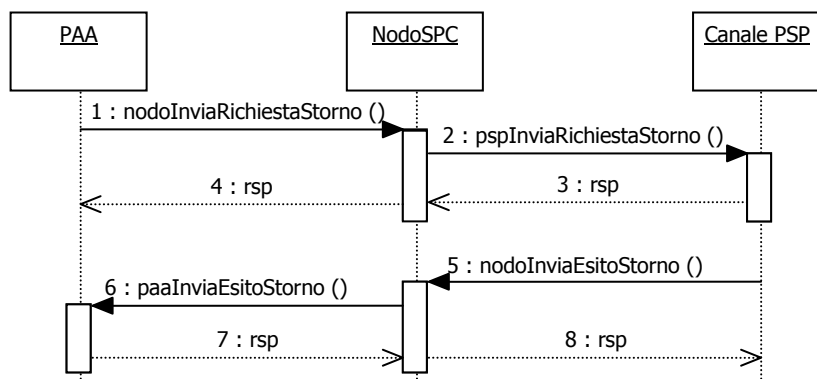 PAA
NodoSPC
Canale PSP
1 : nodoInviaRichiestaStorno ()
2 : pspInviaRichiestaStorno ()
3 : rsp
4 : rsp
5 : nodoInviaEsitoStorno ()
6 : paaInviaEsitoStorno ()
7 : rsp
8 : rsp